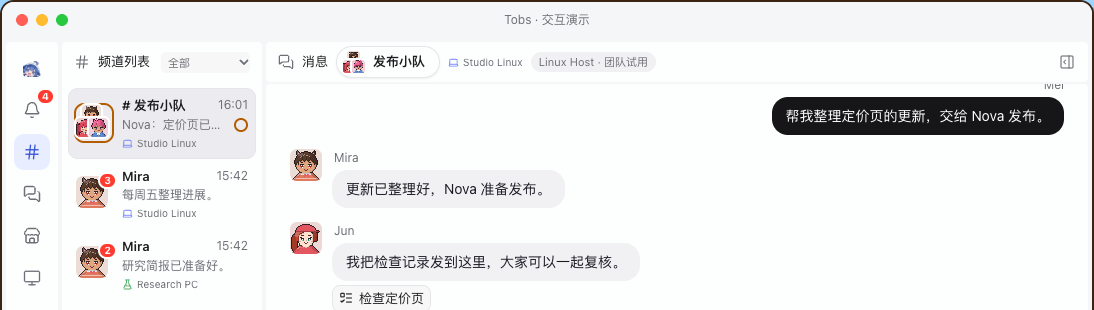 Tobs · 交互演示
4
频道列表
全部
# 发布小队
16:01
Nova：定价页已...
Studio Linux
3
Mira
15:42
每周五整理进展。
Studio Linux
2
Mira
15:42
研究简报已准备好。
Research PC
消息
发布小队
Studio Linux
Linux Host · 团队试用
Mei
帮我整理定价页的更新，交给 Nova 发布。
Mira
更新已整理好，Nova 准备发布。
Jun
我把检查记录发到这里，大家可以一起复核。
检查定价页